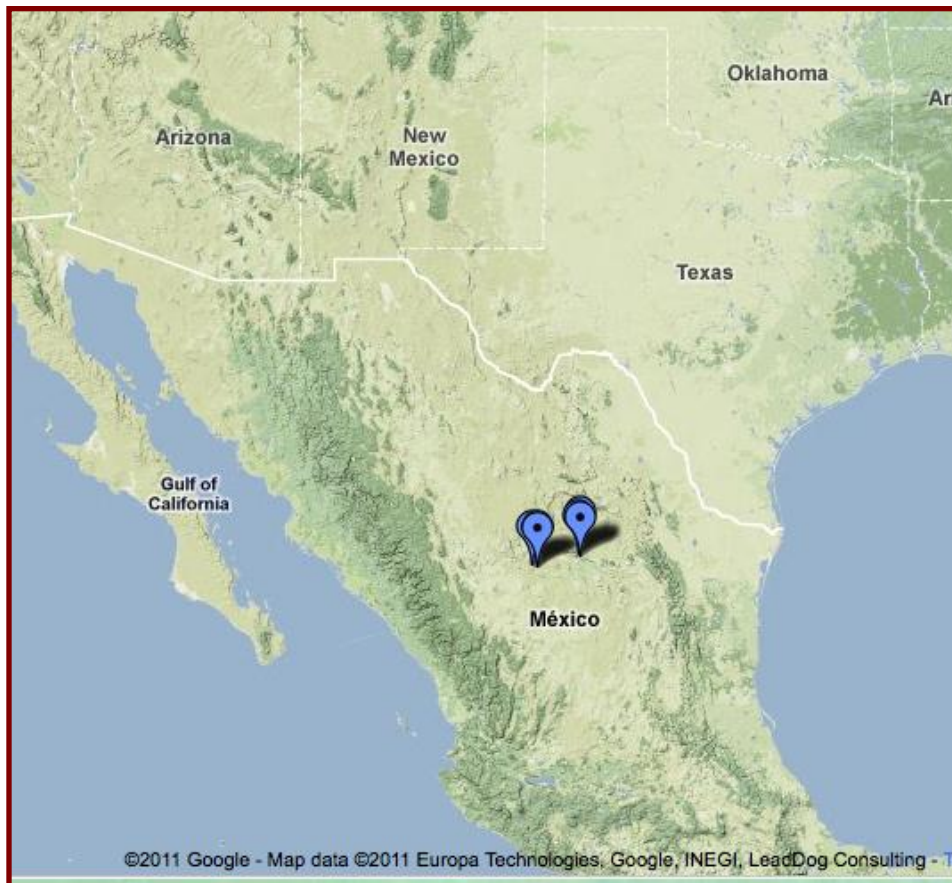 Oklahoma
Ar
Arizona
New
Mexico
Texas
Gulf of
California
México
©2011 Google - Map data ©2011 Europa Technologies, Google, INEGI, LeadDog Consulting - T